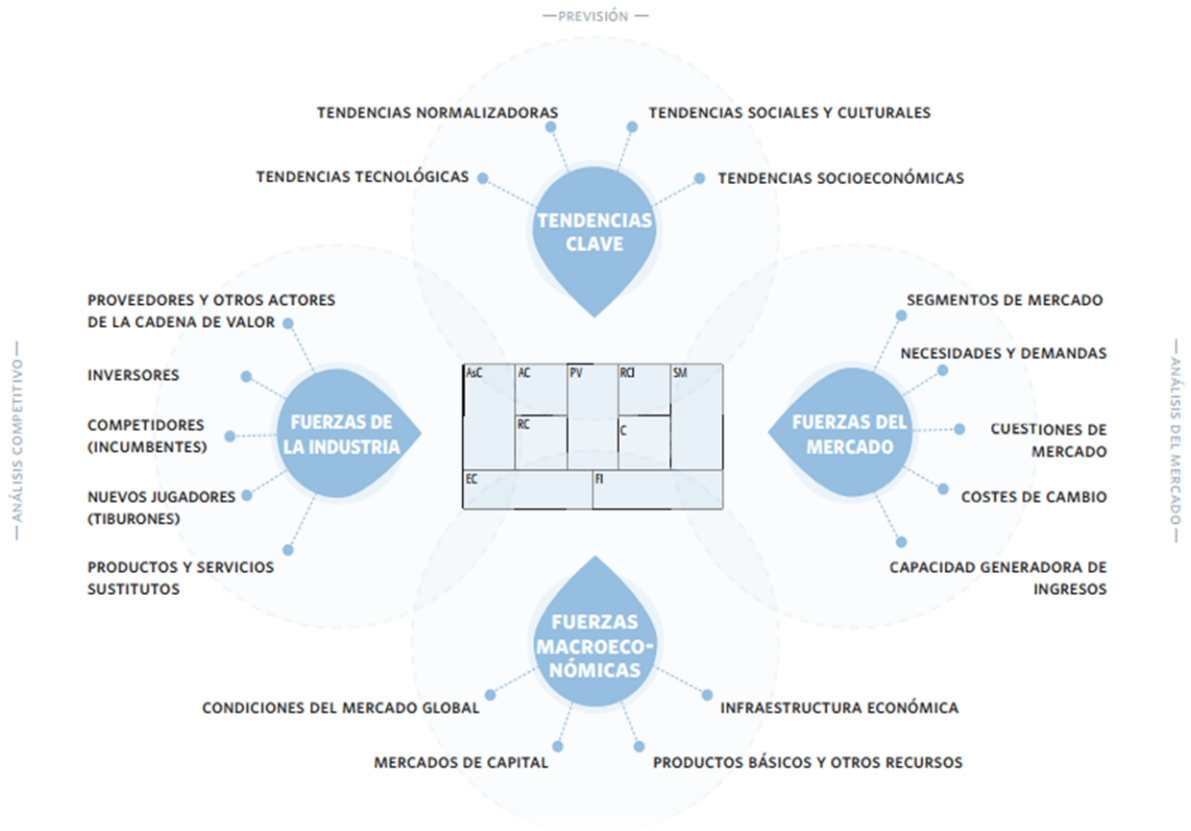 —PREVISIÓN —
TENDENCIAS NORMALIZADORAS
TENDENCIAS SOCIALES Y CULTURALES
TENDENCIAS TECNOLÓGICAS
TENDENCIAS SOCIOECONÓMICAS
TENDENCIAS
CLAVE
— ANÁLISIS COMPETITIVO —
PROVEEDORES Y OTROS ACTORES
DE LA CADENA DE VALOR
INVERSORES
COMPETIDORES
(INCUMBENTES)
NUEVOS JUGADORES
(TIBURONES)
PRODUCTOS Y SERVICIOS
SUSTITUTOS
FUERZAS DE
LA INDUSTRIA
AsC
AC
PV
RCl
SM
RC
C
EC
FI
FUERZAS DEL
MERCADO
SEGMENTOS DE MERCADO
NECESIDADES Y DEMANDAS
CUESTIONES DE
MERCADO
COSTES DE CAMBIO
CAPACIDAD GENERADORA DE
INGRESOS
— ANÁLISIS DEL MERCADO—
FUERZAS
MACROECO-
NÓMICAS
CONDICIONES DEL MERCADO GLOBAL
INFRAESTRUCTURA ECONÓMICA
MERCADOS DE CAPITAL
PRODUCTOS BÁSICOS Y OTROS RECURSOS